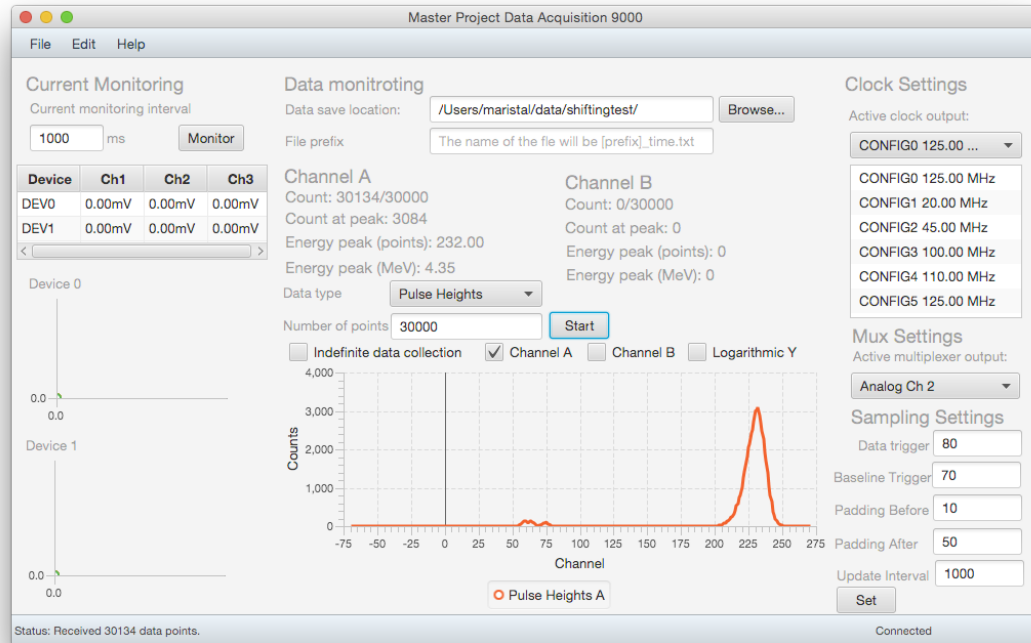 Master Project Data Acquisition 9000
File Edit Help
Current Monitoring
Current monitoring interval
1000 ms Monitor
Device Ch1 Ch2 Ch3
DEV0 0.00mV 0.00mV 0.00mV
DEV1 0.00mV 0.00mV 0.00mV
Device 0
0.0
0.0
Device 1
0.0
0.0
Data monitroting
Data save location: /Users/maristal/data/shiftingtest/ Browse...
File prefix The name of the fle will be [prefix]_time.txt
Channel A
Count: 30134/30000
Count at peak: 3084
Energy peak (points): 232.00
Energy peak (MeV): 4.35
Channel B
Count: 0/30000
Count at peak: 0
Energy peak (points): 0
Energy peak (MeV): 0
Data type Pulse Heights
Number of points 30000 Start
Indefinite data collection Channel A Channel B Logarithmic Y
4,000
3,000
2,000
1,000
0
Counts
-75 -50 -25 0 25 50 75 100 125 150 175 200 225 250 275
Channel
Pulse Heights A
Clock Settings
Active clock output:
CONFIG0 125.00 ...
CONFIG0 125.00 MHz
CONFIG1 20.00 MHz
CONFIG2 45.00 MHz
CONFIG3 100.00 MHz
CONFIG4 110.00 MHz
CONFIG5 125.00 MHz
Mux Settings
Active multiplexer output:
Analog Ch 2
Sampling Settings
Data trigger 80
Baseline Trigger 70
Padding Before 10
Padding After 50
Update Interval 1000
Set
Status: Received 30134 data points. Connected